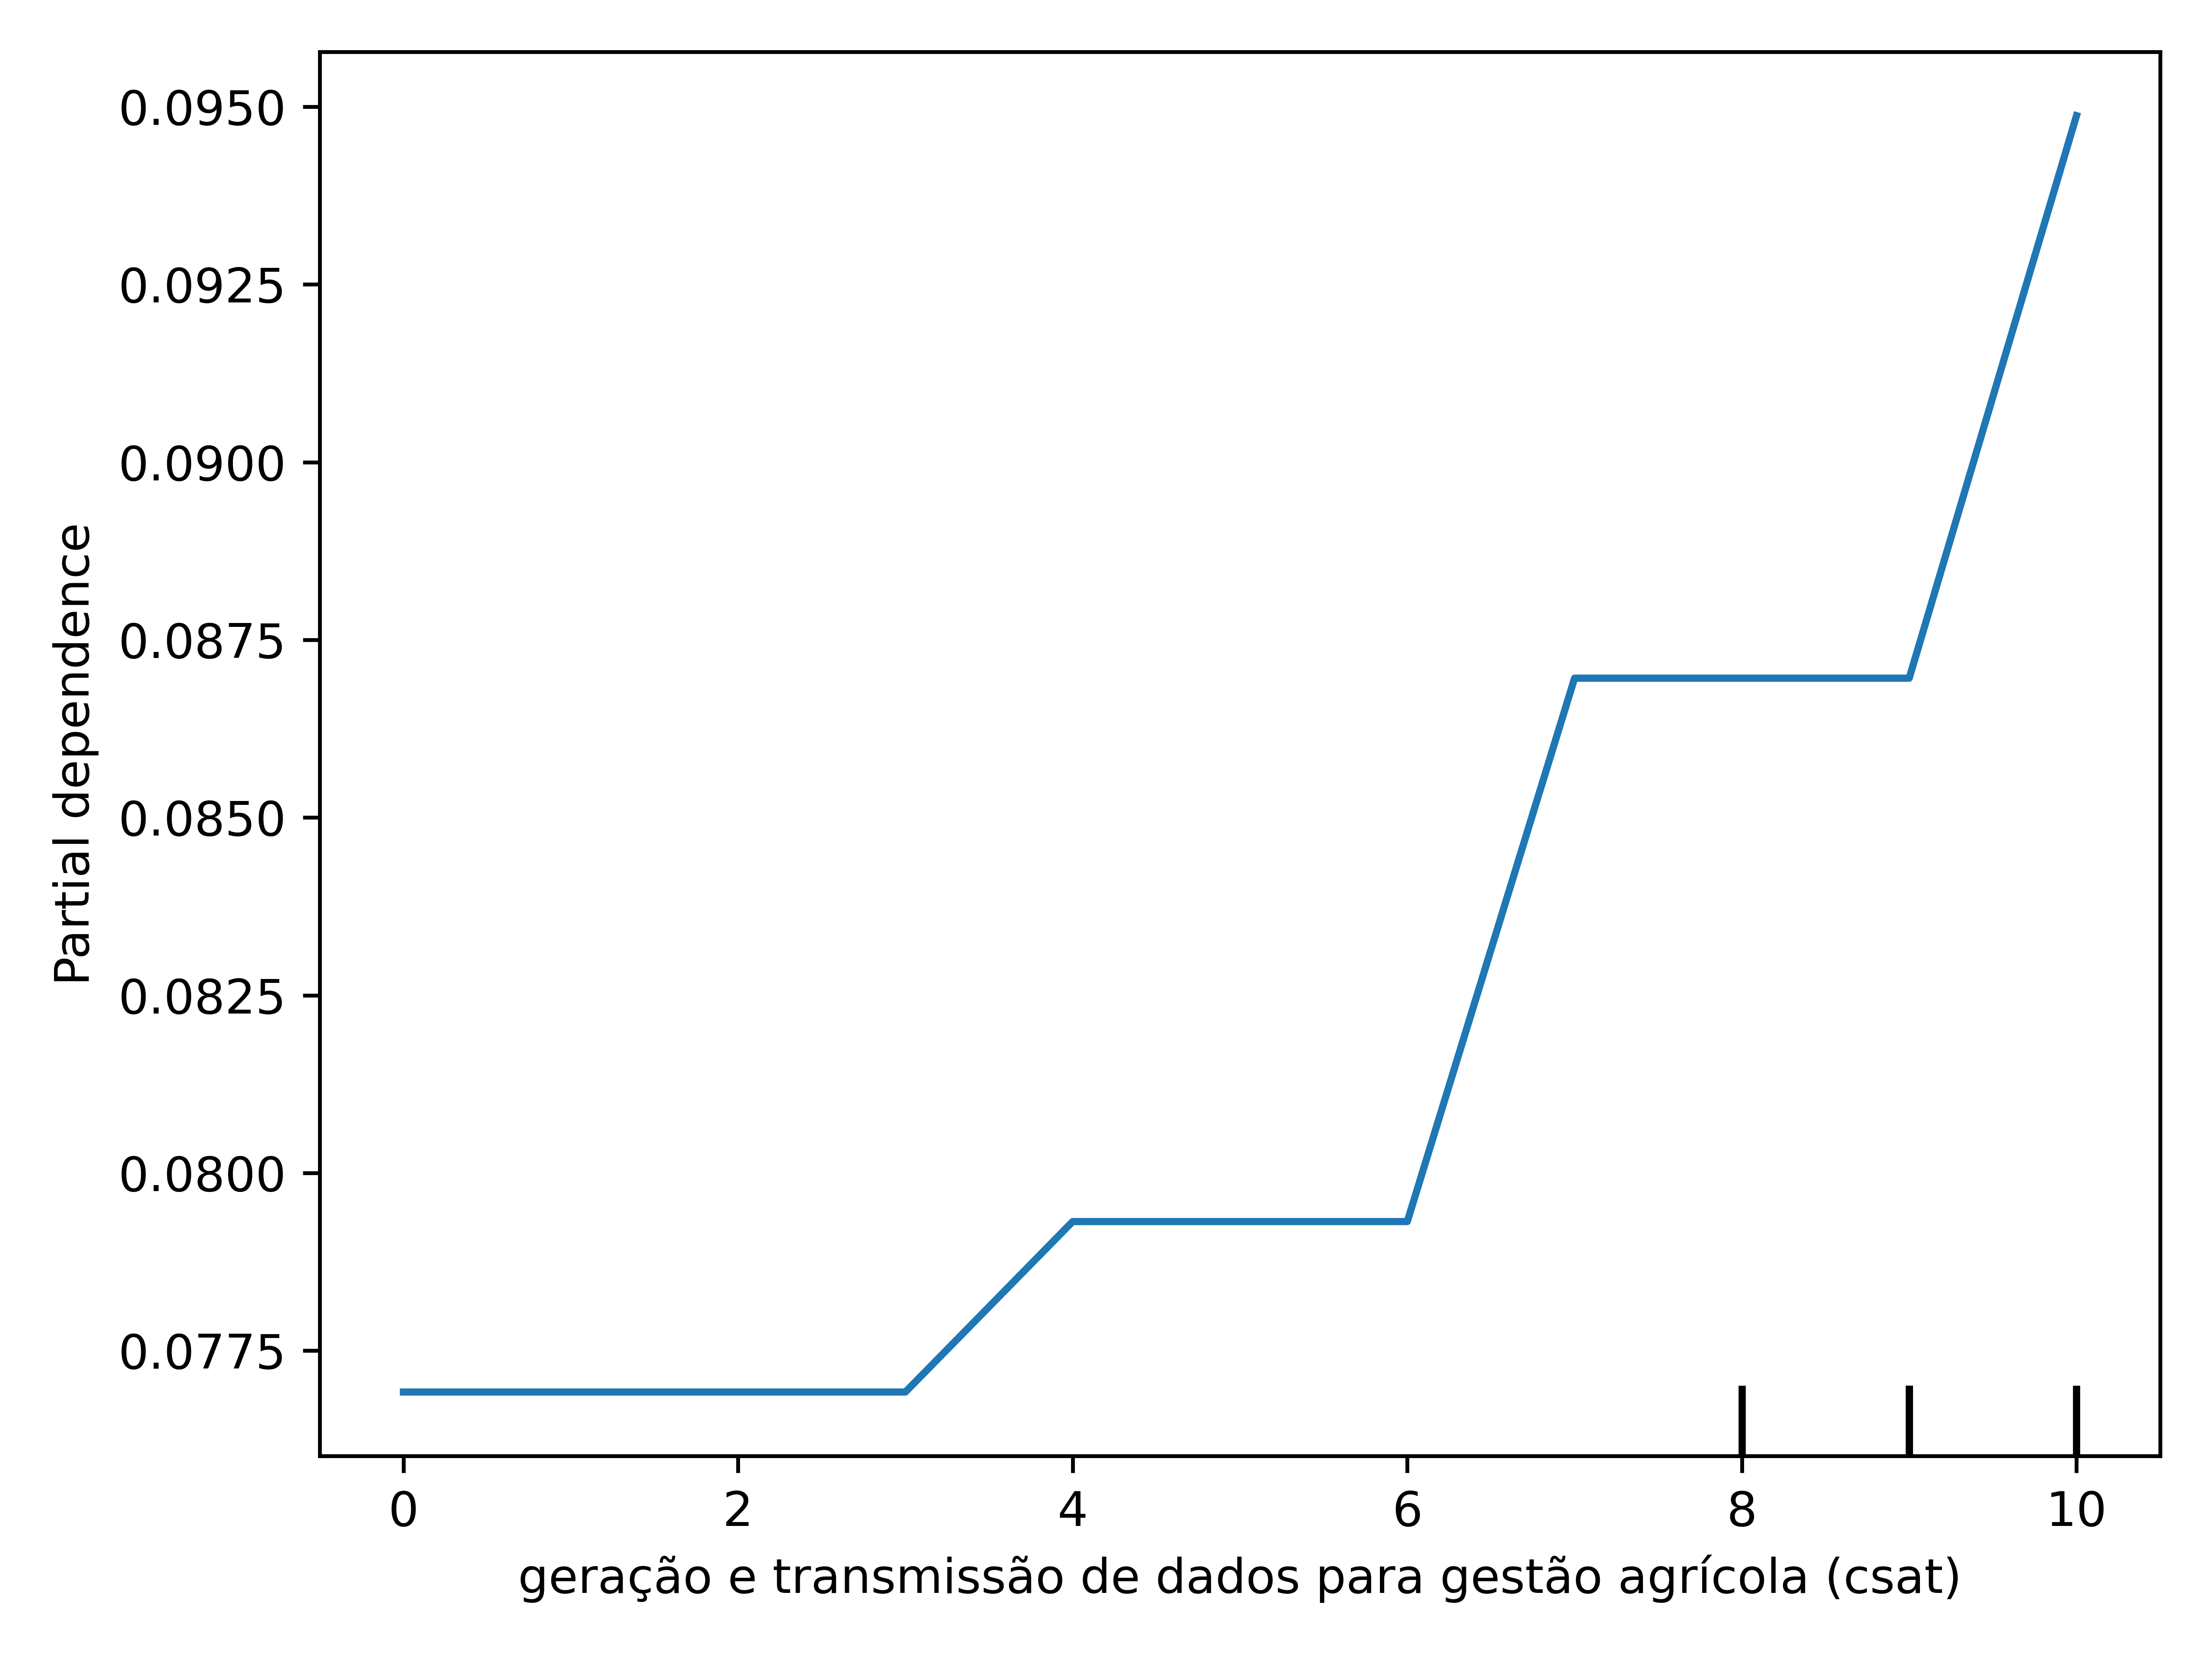 0.0950
0.0925
0.0900
0.0875
0.0850
0.0825
0.0800
0.0775
Partial dependence
0 2 4 6 8 10
geração e transmissão de dados para gestão agrícola (csat)